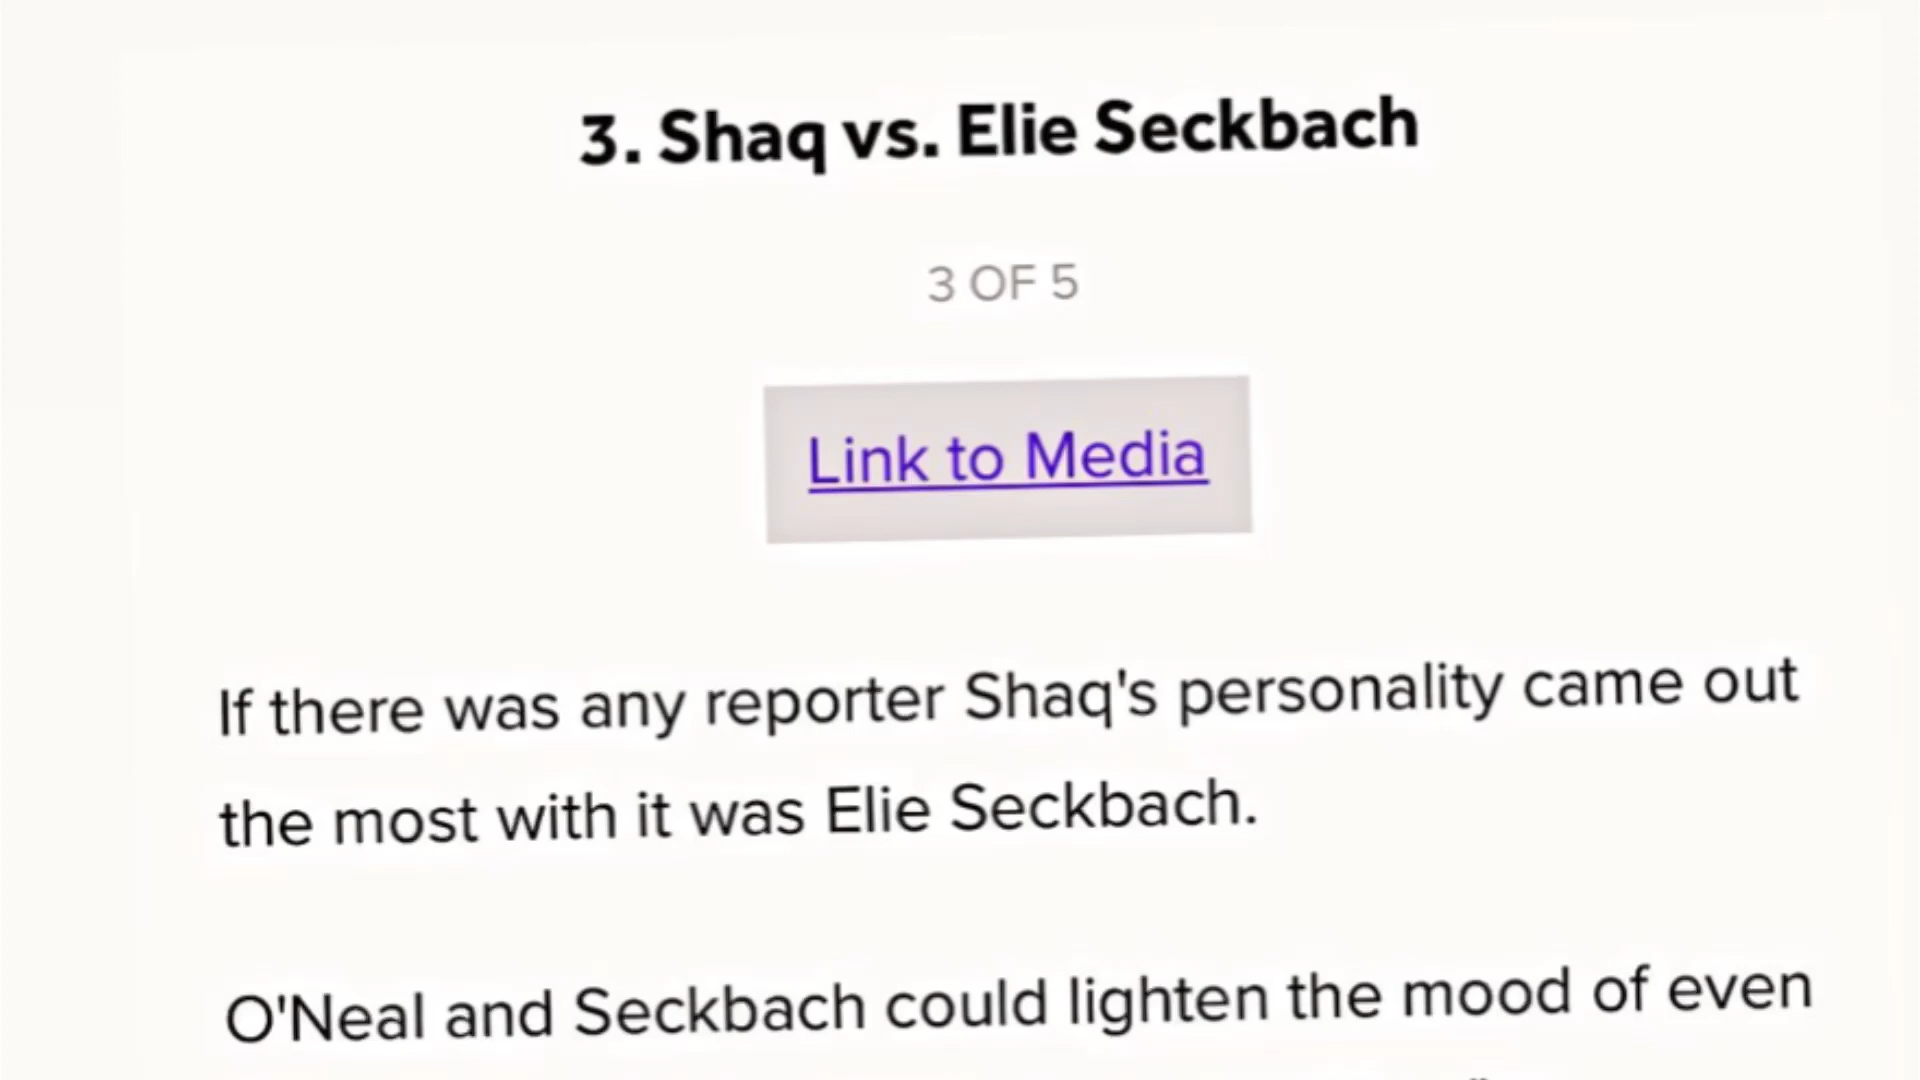 3. Shaq vs. Elie Seckbach
3 OF 5
Link to Media
If there was any reporter Shaq's personality came out
the most with it was Elie Seckbach.
O'Neal and Seckbach could lighten the mood of even